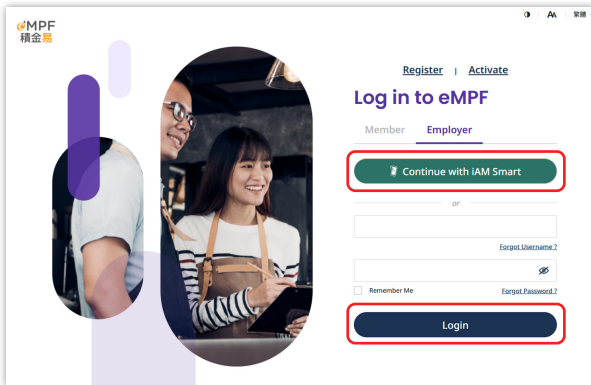 eMPF
積金易
AA
繁體
Register | Activate
Log in to eMPF
Member Employer
Continue with iAM Smart
or
Forgot Username ?
Remember Me Forgot Password ?
Login